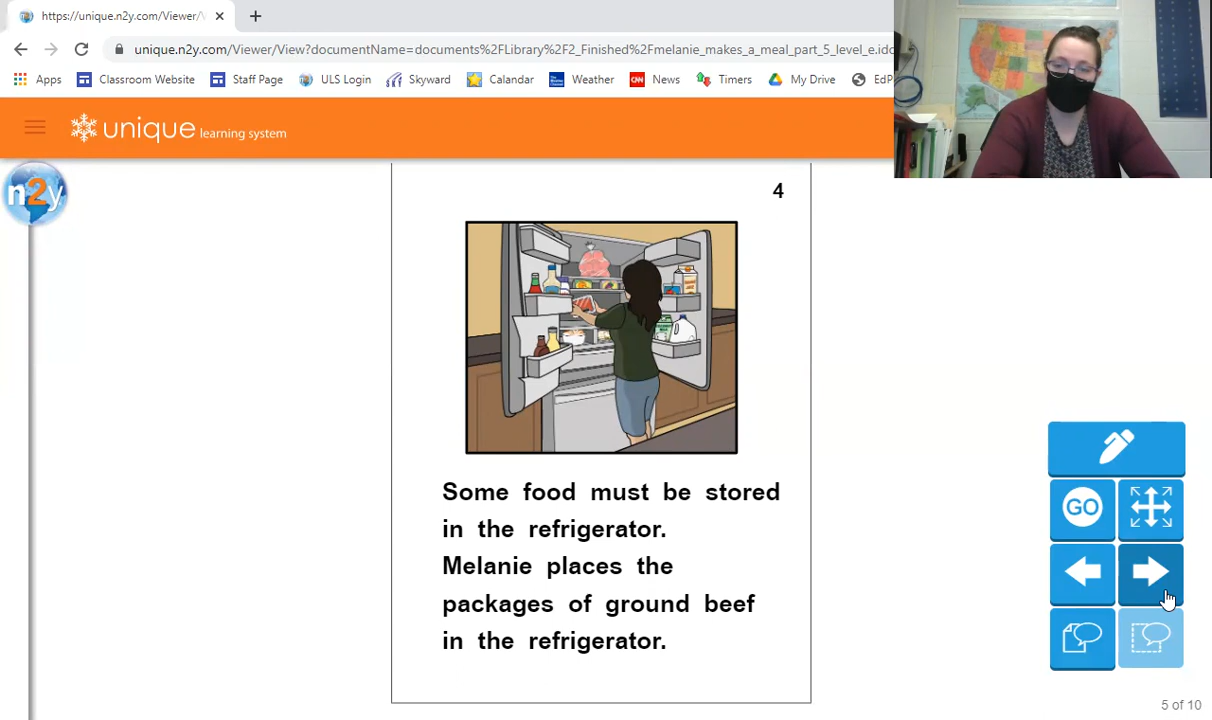 https://unique.n2y.com/Viewer/V
unique.n2y.com/Viewer/View?documentName=documents%2FLibrary%2F2_Finished%2Fmelanie_makes_a_meal_part_5_level_e.idc
Apps Classroom Website Staff Page ULS Login Skyward Calandar Weather News Timers My Drive EdP
unique learning system
n2y
4
Some food must be stored
in the refrigerator.
Melanie places the
packages of ground beef
in the refrigerator.
GO
5 of 10